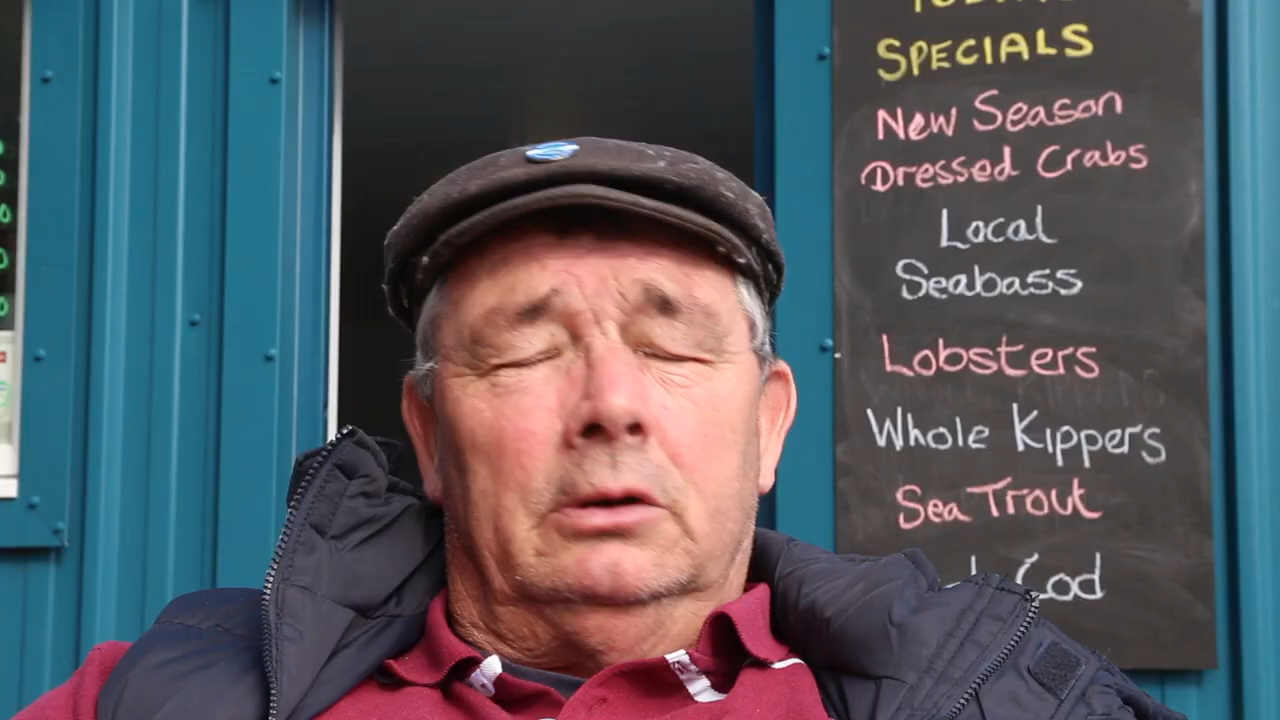 SPECIALS
New Season
Dressed Crabs
Local
Seabass
Lobsters
Whole Kippers
Sea Trout
Cod